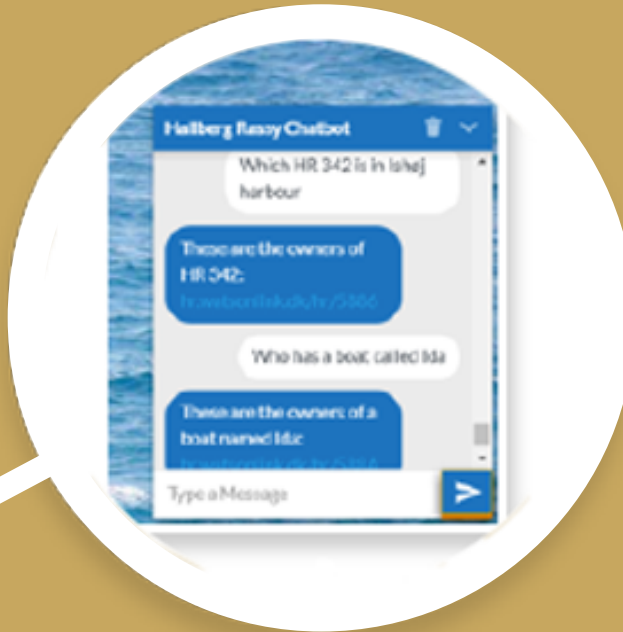 Hallberg Rassy Chatbot
Which HR 342 is in Ishøj
harbour
These are the owners of
HR 342:
Who has a boat called Ida
These are the owners of a
boat named Ida:
Type a Message